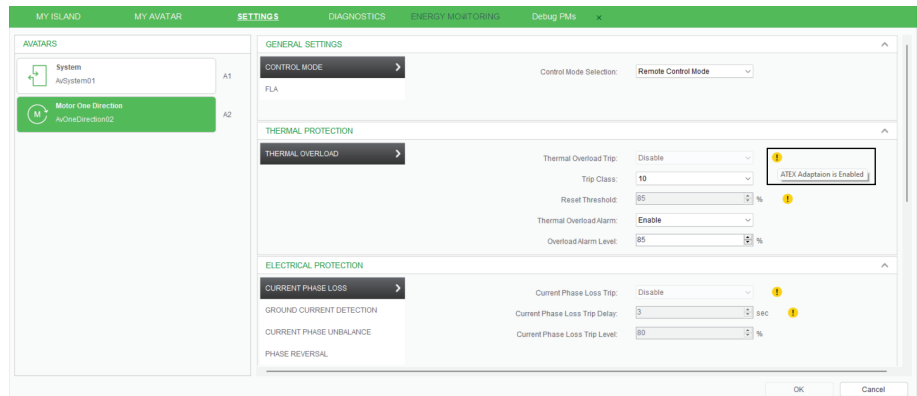 MY ISLAND MY AVATAR SETTINGS DIAGNOSTICS ENERGY MONITORING Debug PMs ×
AVATARS
System
AvSystem01
A1
M
Motor One Direction
AvOneDirection02
A2
GENERAL SETTINGS
CONTROL MODE
FLA
Control Mode Selection: Remote Control Mode
THERMAL PROTECTION
THERMAL OVERLOAD
Thermal Overload Trip: Disable !
ATEX Adaptaion is Enabled
Trip Class: 10
Reset Threshold: 85 % !
Thermal Overload Alarm: Enable
Overload Alarm Level: 85 %
ELECTRICAL PROTECTION
CURRENT PHASE LOSS
GROUND CURRENT DETECTION
CURRENT PHASE UNBALANCE
PHASE REVERSAL
Current Phase Loss Trip: Disable !
Current Phase Loss Trip Delay: 3 sec !
Current Phase Loss Trip Level: 80 %
OK Cancel